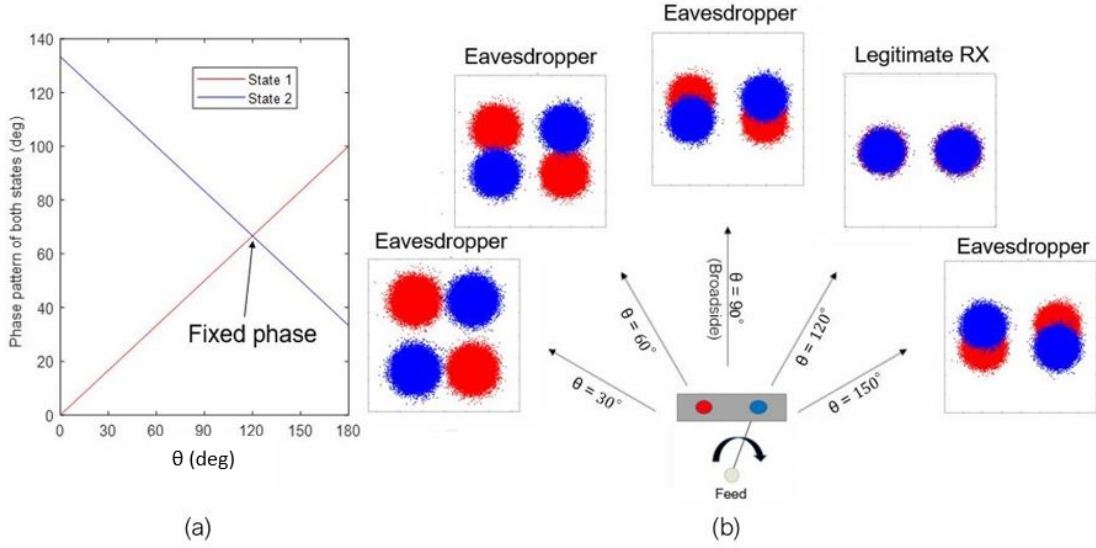 140
120
100
80
60
40
20
0
Phase pattern of both states (deg)
State 1
State 2
Fixed phase
0 30 60 90 120 150 180
θ (deg)
(a)
Eavesdropper
Eavesdropper
Eavesdropper
Legitimate RX
Eavesdropper
θ = 30°
θ = 60°
θ = 90°
(Broadside)
θ = 120°
θ = 150°
Feed
(b)